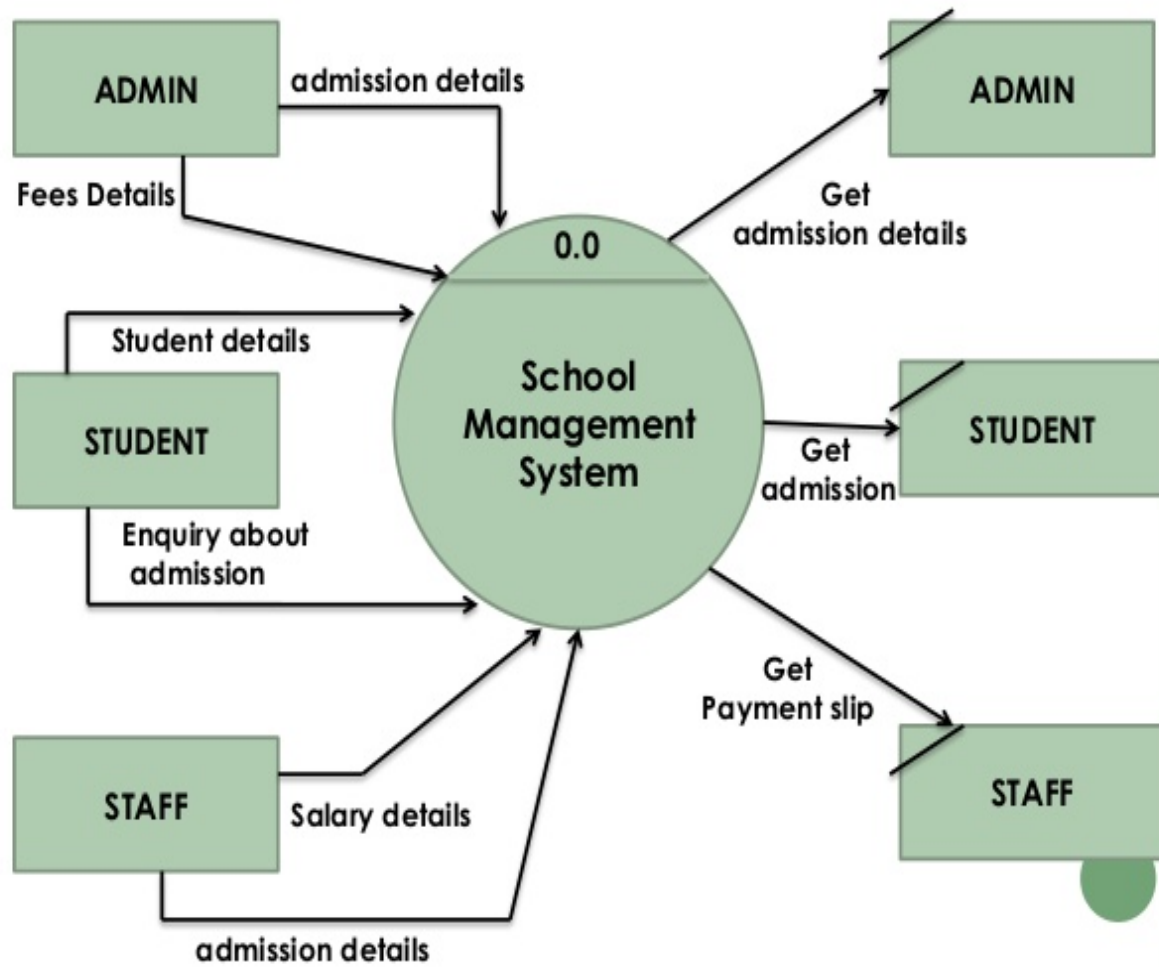 ADMIN
admission details
Fees Details
Student details
STUDENT
Enquiry about
admission
STAFF
Salary details
admission details
0.0
School
Management
System
ADMIN
Get
admission details
STUDENT
Get
admission
Get
Payment slip
STAFF